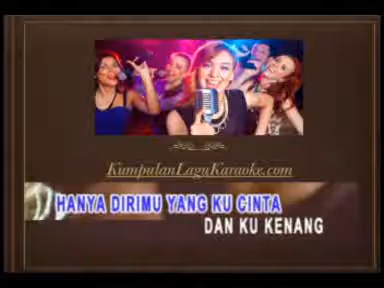 KumpulanLaguKaraoke.com
HANYA DIRIMU YANG KU CINTA
DAN KU KENANG